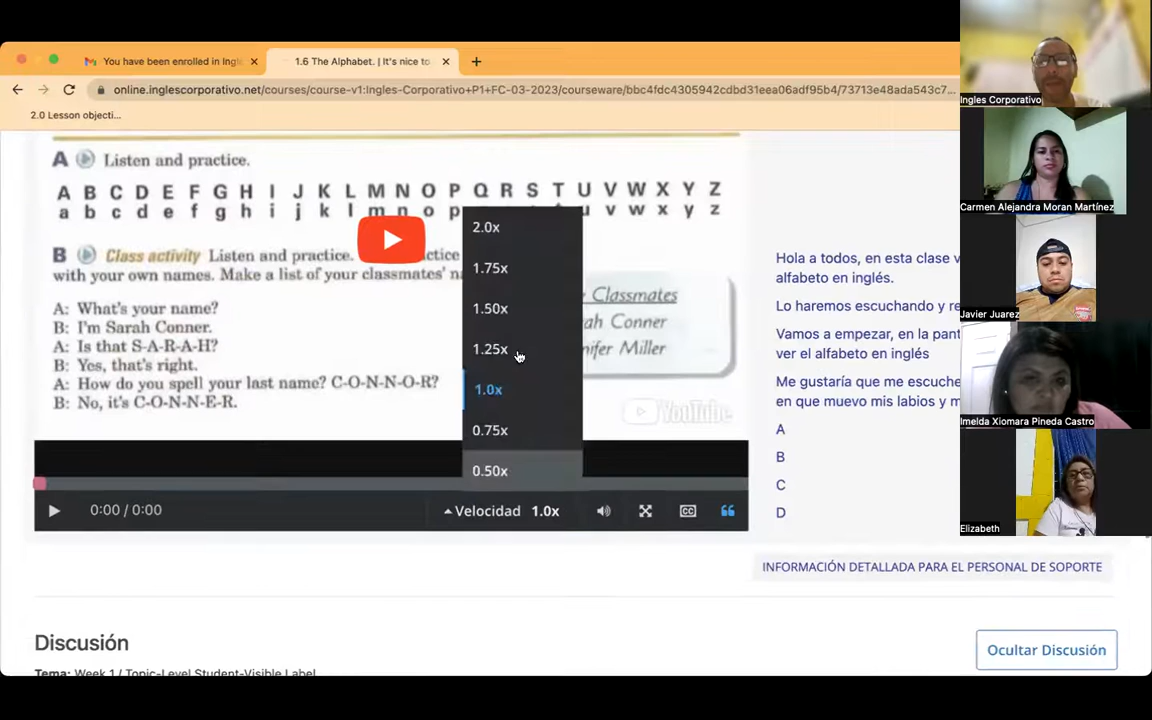 You have been enrolled in Ingle
1.6 The Alphabet. | It's nice to
online.inglescorporativo.net/courses/course-v1:Ingles-Corporativo+P1+FC-03-2023/courseware/bbc4fdc4305942cdbd31eea06adf95b4/73713e48ada543c7...
2.0 Lesson objecti...
A Listen and practice.
A B C D E F G H I J K L M N O P Q R S T U V W X Y Z
a b c d e f g h i j k l m n o p u v w x y z
B Class activity Listen and practice. ctice
with your own names. Make a list of your classmates' na
A: What's your name?
B: I'm Sarah Conner.
A: Is that S-A-R-A-H?
B: Yes, that's right.
A: How do you spell your last name? C-O-N-N-O-R?
B: No, it's C-O-N-N-E-R.
Classmates
ah Conner
nifer Miller
YouTube
2.0x
1.75x
1.50x
1.25x
1.0x
0.75x
0.50x
0:00 / 0:00
Velocidad 1.0x
CC
Hola a todos, en esta clase v
alfabeto en inglés.
Lo haremos escuchando y re
Vamos a empezar, en la pant
ver el alfabeto en inglés
Me gustaría que me escuche
en que muevo mis labios y m
A
B
C
D
INFORMACIÓN DETALLADA PARA EL PERSONAL DE SOPORTE
Discusión
Ocultar Discusión
Tema: Week 1 / Topic-Level Student-Visible Label
Ingles Corporativo
Carmen Alejandra Moran Martínez
Javier Juarez
Imelda Xiomara Pineda Castro
Elizabeth